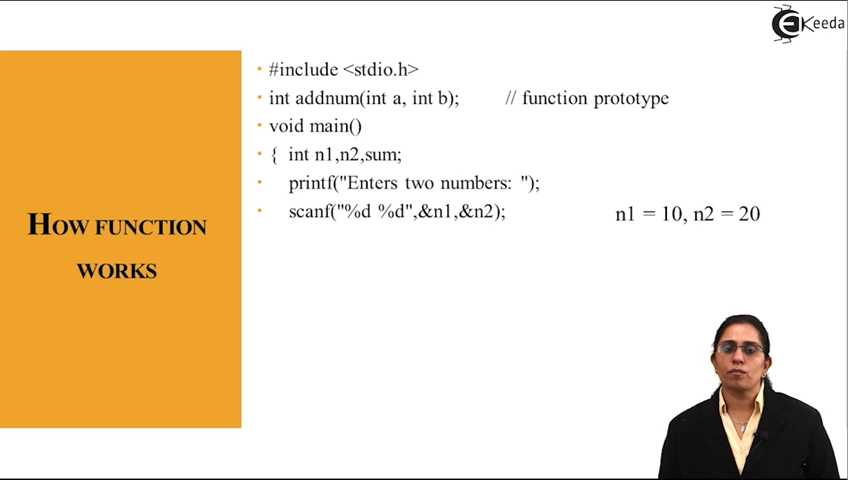 Keeda
HOW FUNCTION
WORKS
#include <stdio.h>
int addnum(int a, int b); // function prototype
void main()
{ int n1,n2,sum;
printf("Enters two numbers: ");
scanf("%d %d",&n1,&n2);
n1 = 10, n2 = 20